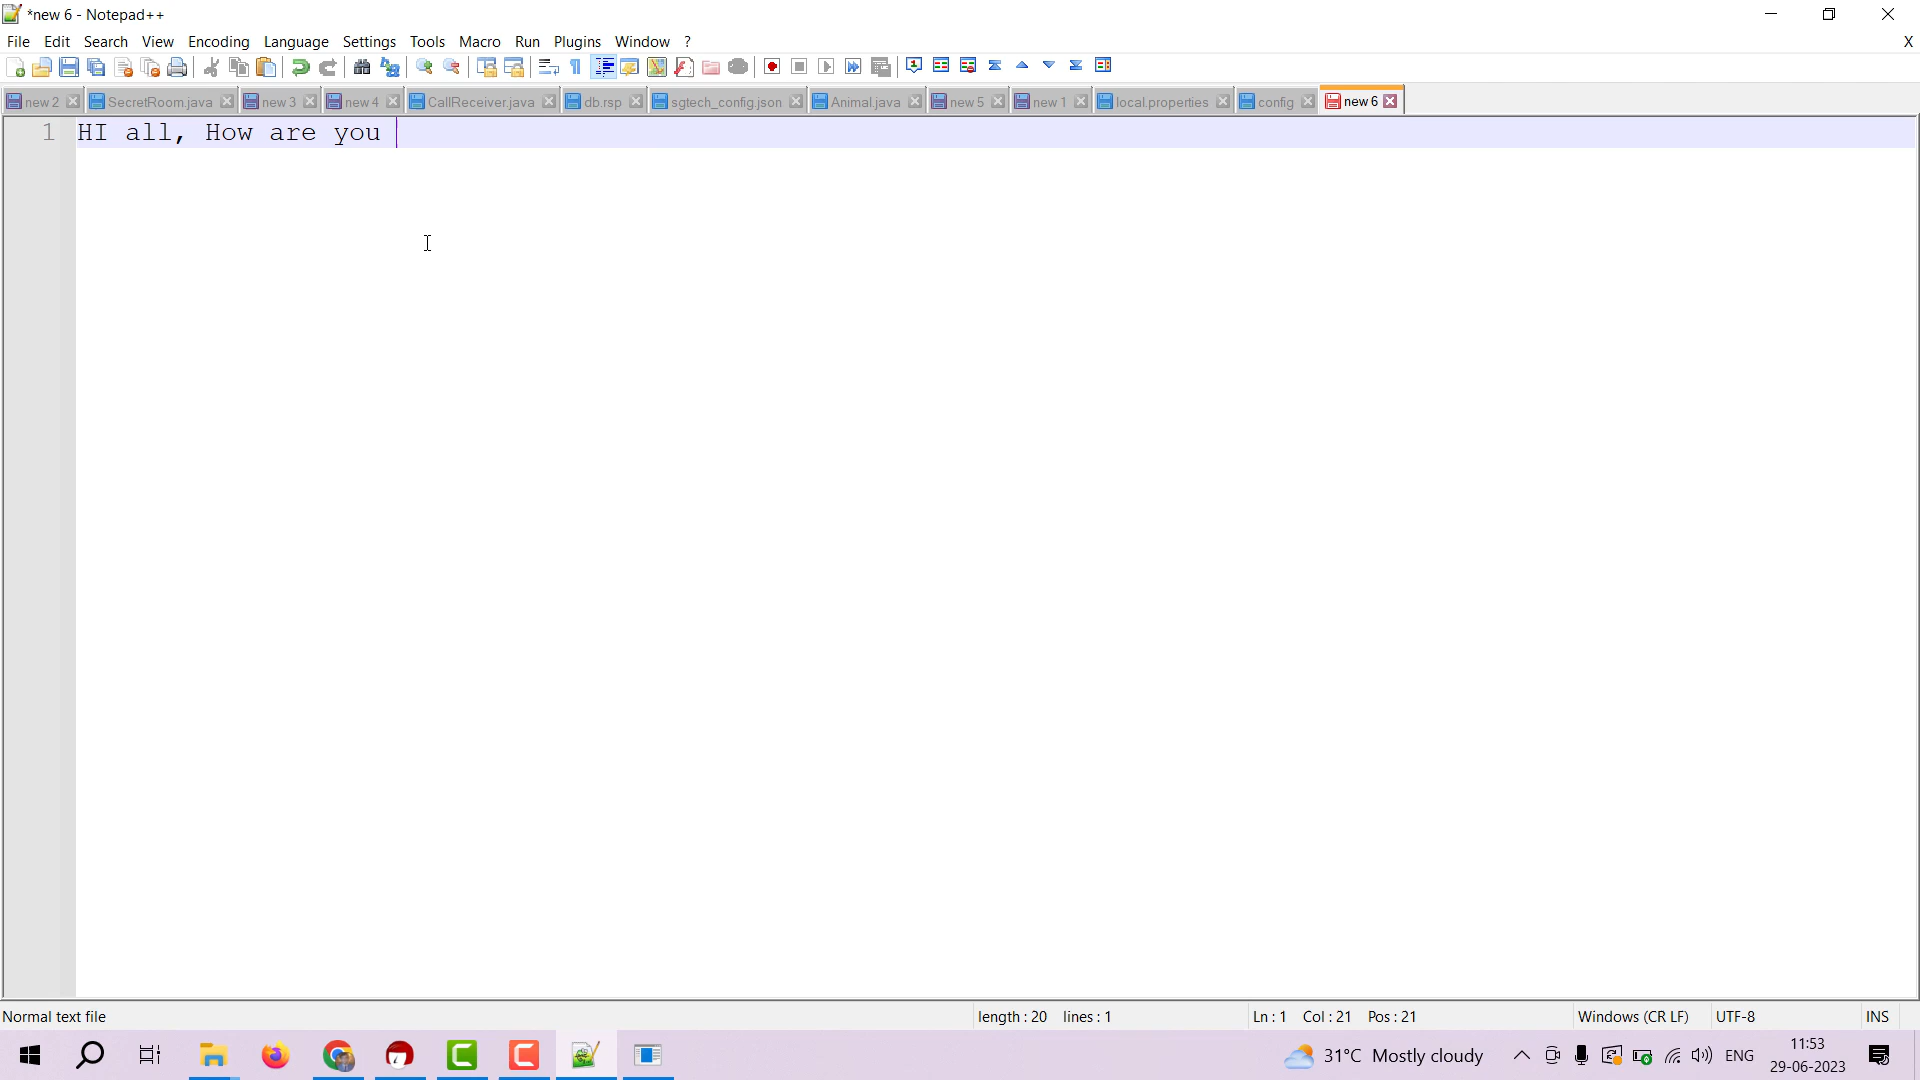 *new 6 - Notepad++
File Edit Search View Encoding Language Settings Tools Macro Run Plugins Window ? X
new 2 SecretRoom.java new 3 new 4 CallReceiver.java db.rsp sgtech_config.json Animal.java new 5 new 1 local.properties config new 6
1 HI all, How are you
Normal text file length : 20 lines : 1 Ln : 1 Col : 21 Pos : 21 Windows (CR LF) UTF-8 INS
31°C Mostly cloudy ENG 11:53
29-06-2023